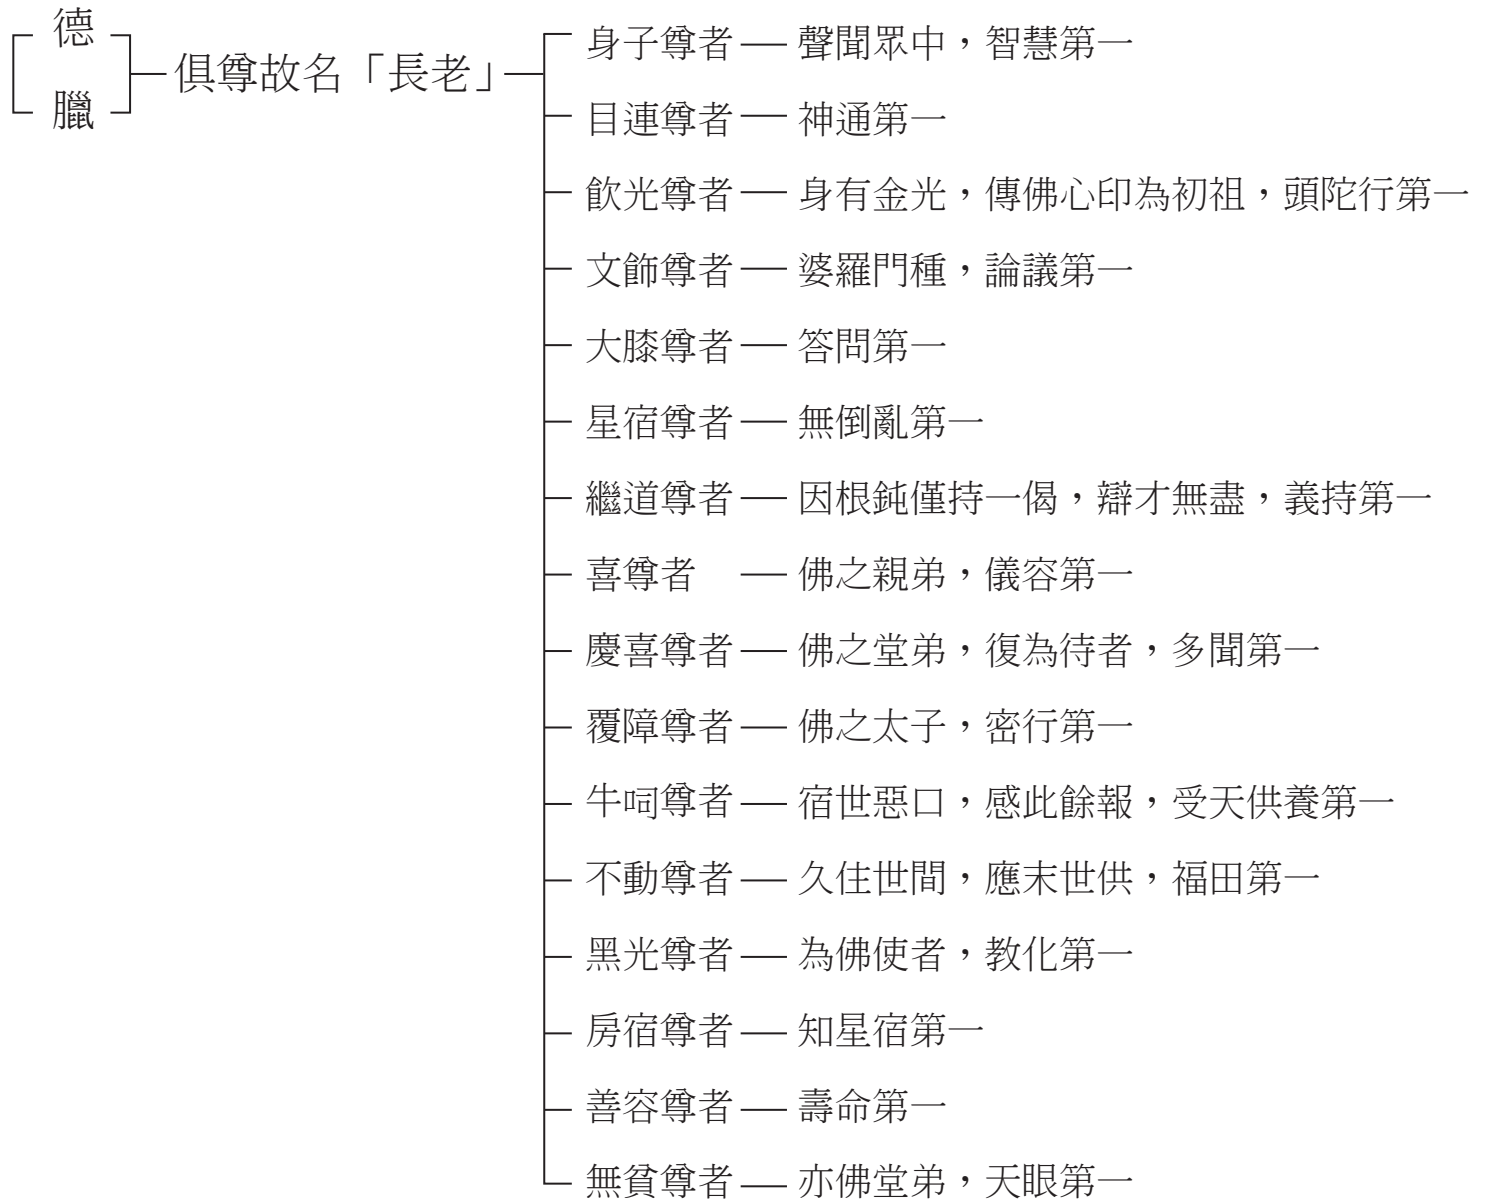 德
臘
俱尊故名「長老」
身子尊者 — 聲聞眾中，智慧第一
目連尊者 — 神通第一
飲光尊者 — 身有金光，傳佛心印為初祖，頭陀行第一
文飾尊者 — 婆羅門種，論議第一
大膝尊者 — 答問第一
星宿尊者 — 無倒亂第一
繼道尊者 — 因根鈍僅持一偈，辯才無盡，義持第一
喜尊者 — 佛之親弟，儀容第一
慶喜尊者 — 佛之堂弟，復為待者，多聞第一
覆障尊者 — 佛之太子，密行第一
牛呵尊者 — 宿世惡口，感此餘報，受天供養第一
不動尊者 — 久住世間，應末世供，福田第一
黑光尊者 — 為佛使者，教化第一
房宿尊者 — 知星宿第一
善容尊者 — 壽命第一
無貧尊者 — 亦佛堂弟，天眼第一